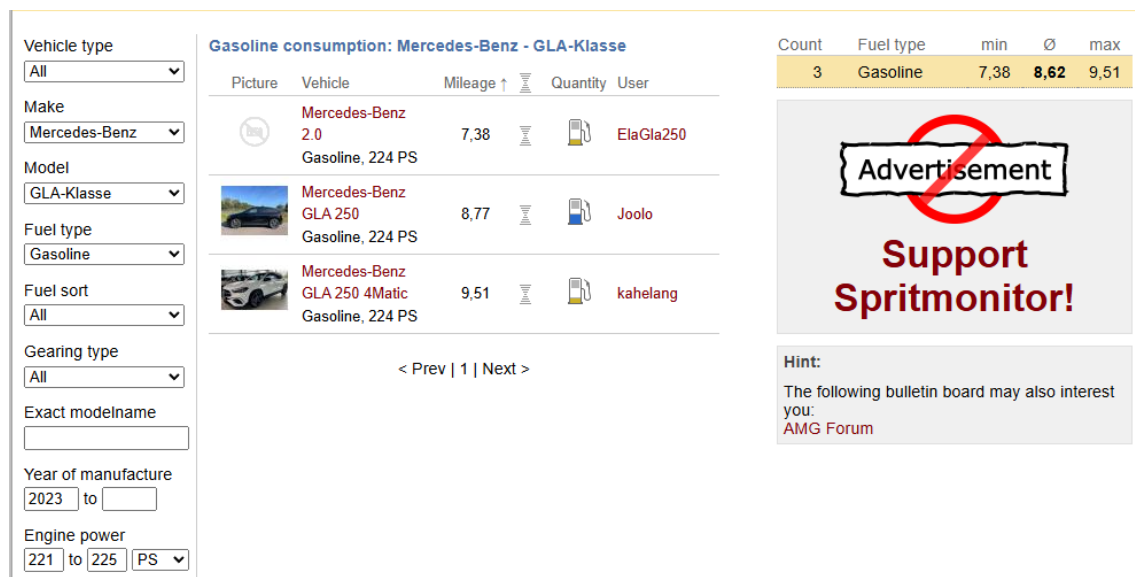 Vehicle type
All
Make
Mercedes-Benz
Model
GLA-Klasse
Fuel type
Gasoline
Fuel sort
All
Gearing type
All
Exact modelname
Year of manufacture
2023 to
Engine power
221 to 225 PS
Gasoline consumption: Mercedes-Benz - GLA-Klasse
Picture Vehicle Mileage ↑ Quantity User
Mercedes-Benz
2.0 7,38 ElaGla250
Gasoline, 224 PS
Mercedes-Benz
GLA 250 8,77 Joolo
Gasoline, 224 PS
Mercedes-Benz
GLA 250 4Matic 9,51 kahelang
Gasoline, 224 PS
< Prev | 1 | Next >
Count Fuel type min Ø max
3 Gasoline 7,38 8,62 9,51
Advertisement
Support
Spritmonitor!
Hint:
The following bulletin board may also interest
you:
AMG Forum